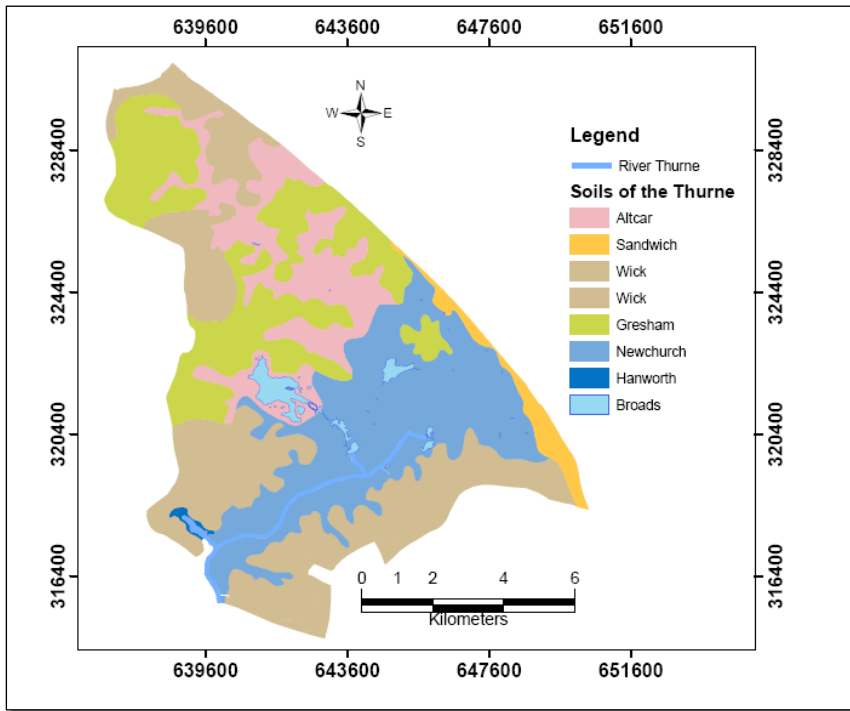 639600 643600 647600 651600
N
W E
S
328400 328400
324400 324400
320400 320400
316400 316400
Legend
River Thurne
Soils of the Thurne
Altcar
Sandwich
Wick
Wick
Gresham
Newchurch
Hanworth
Broads
0 1 2 4 6
Kilometers
639600 643600 647600 651600